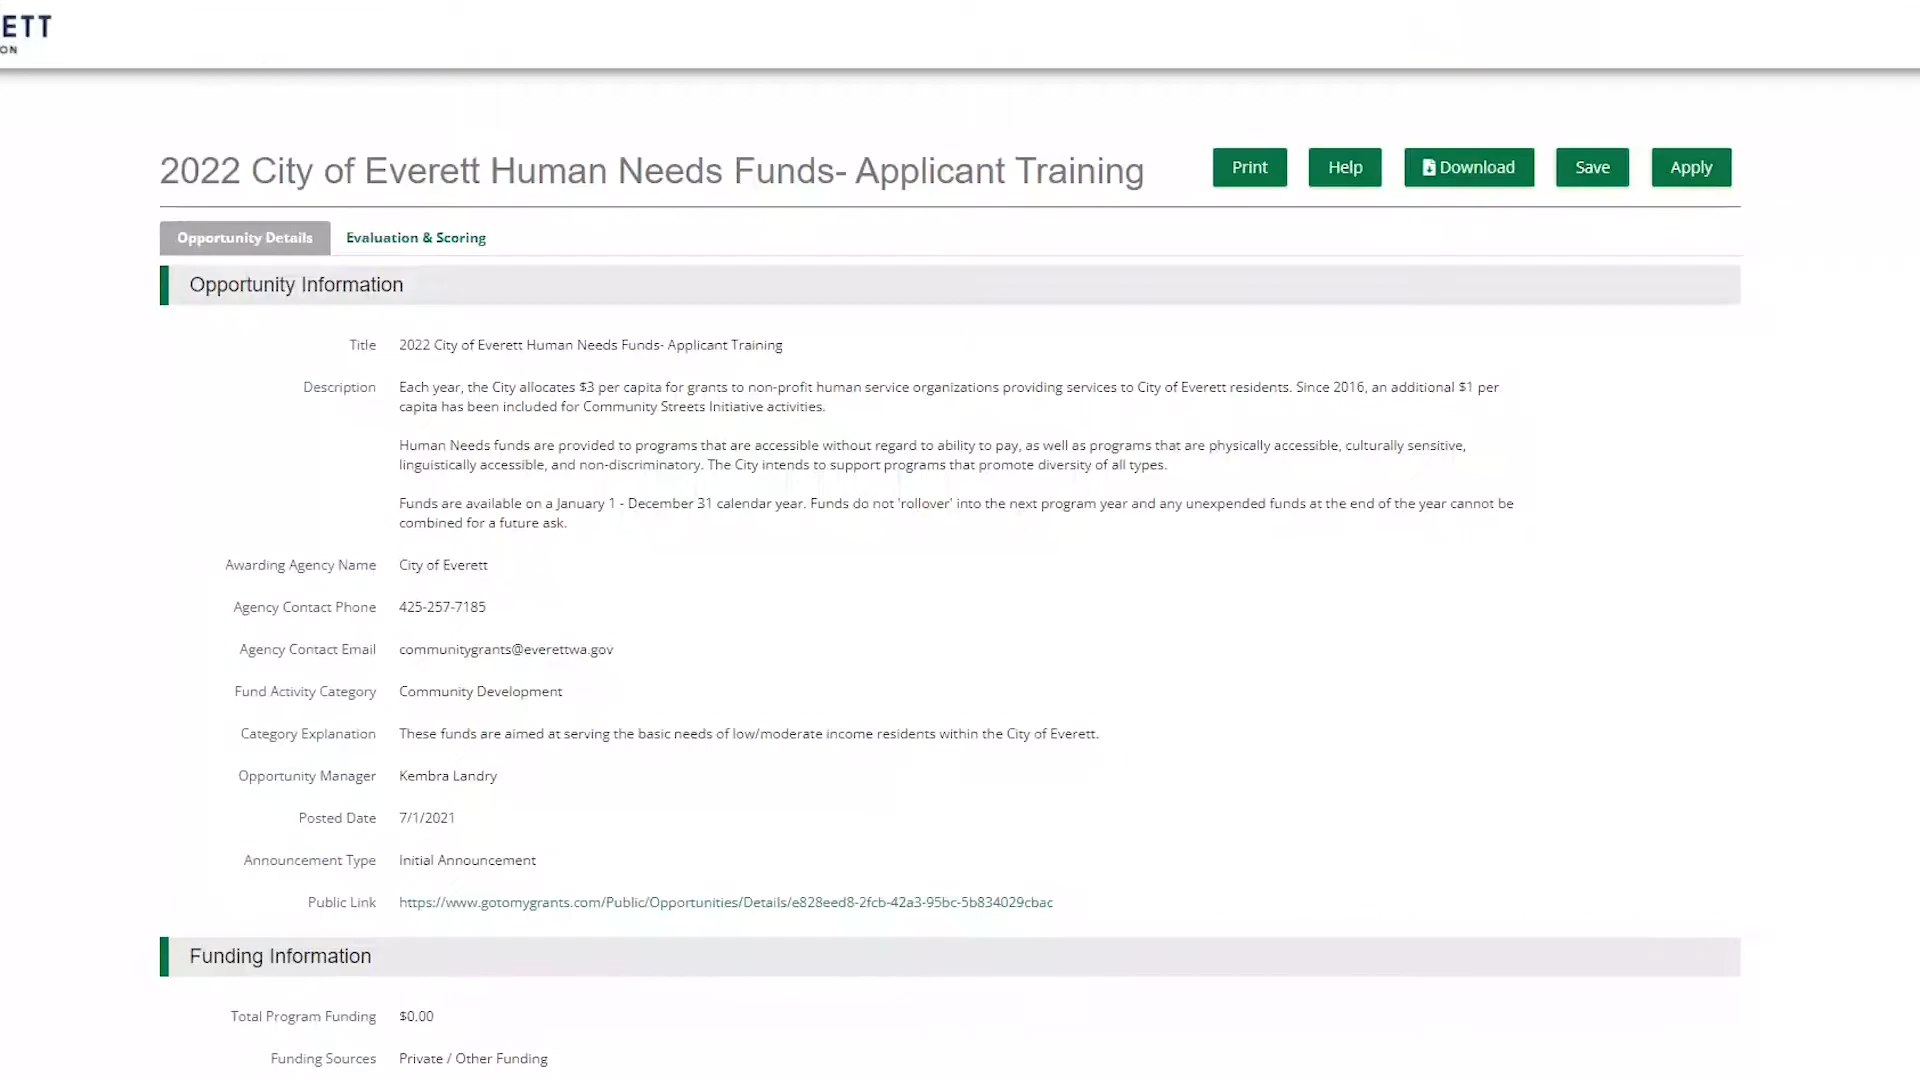 ETT
ON
2022 City of Everett Human Needs Funds- Applicant Training
Print
Help
Download
Save
Apply
Opportunity Details
Evaluation & Scoring
Opportunity Information
Title
2022 City of Everett Human Needs Funds- Applicant Training
Description
Each year, the City allocates $3 per capita for grants to non-profit human service organizations providing services to City of Everett residents. Since 2016, an additional $1 per
capita has been included for Community Streets Initiative activities.
Human Needs funds are provided to programs that are accessible without regard to ability to pay, as well as programs that are physically accessible, culturally sensitive,
linguistically accessible, and non-discriminatory. The City intends to support programs that promote diversity of all types.
Funds are available on a January 1 - December 31 calendar year. Funds do not 'rollover' into the next program year and any unexpended funds at the end of the year cannot be
combined for a future ask.
Awarding Agency Name
City of Everett
Agency Contact Phone
425-257-7185
Agency Contact Email
communitygrants@everettwa.gov
Fund Activity Category
Community Development
Category Explanation
These funds are aimed at serving the basic needs of low/moderate income residents within the City of Everett.
Opportunity Manager
Kembra Landry
Posted Date
7/1/2021
Announcement Type
Initial Announcement
Public Link
https://www.gotomygrants.com/Public/Opportunities/Details/e828eed8-2fcb-42a3-95bc-5b834029cbac
Funding Information
Total Program Funding
$0.00
Funding Sources
Private / Other Funding